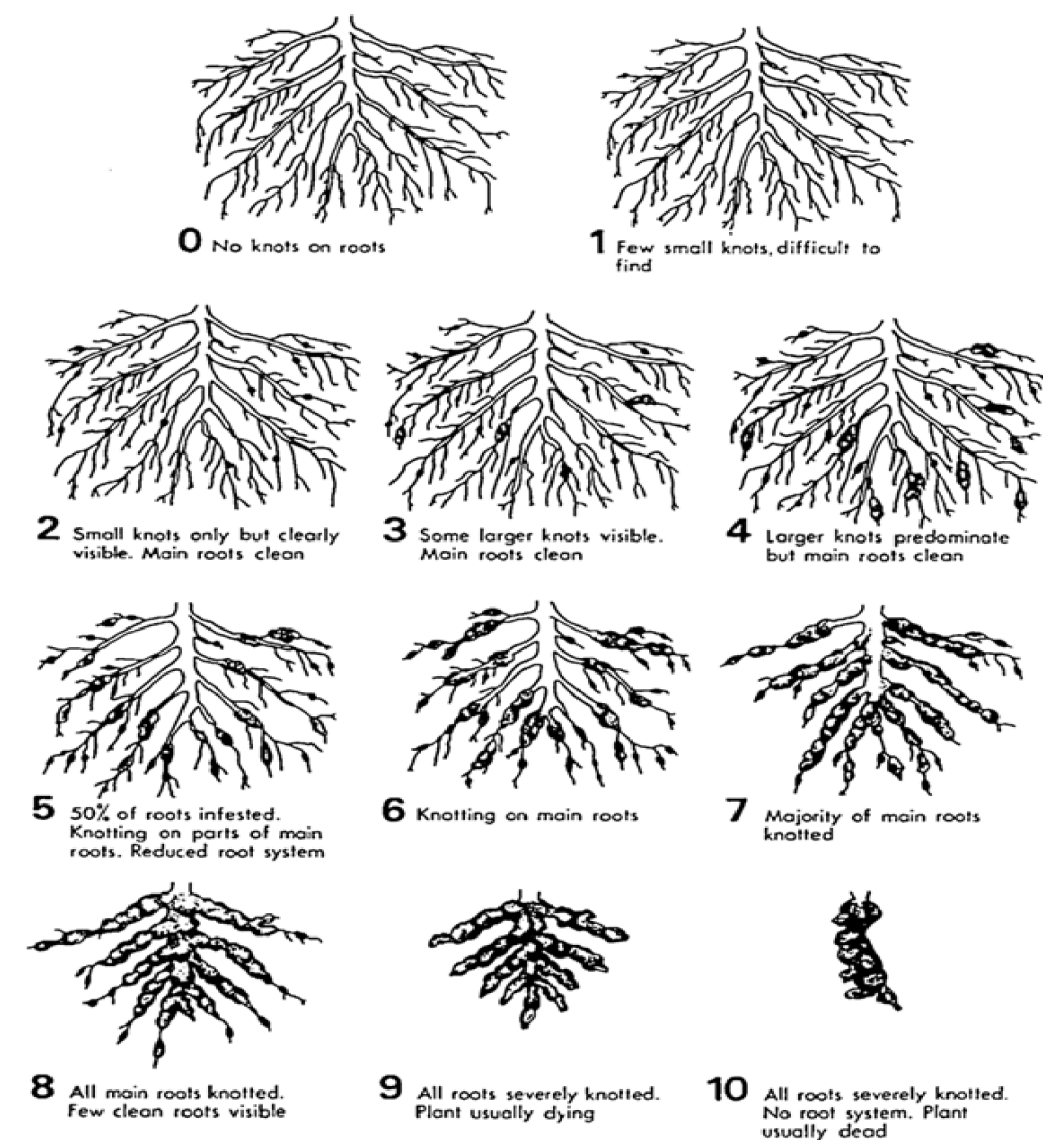 0 No knots on roots
1 Few small knots, difficult to
find
2 Small knots only but clearly
visible. Main roots clean
3 Some larger knots visible.
Main roots clean
4 Larger knots predominate
but main roots clean
5 50% of roots infested.
Knotting on parts of main
roots. Reduced root system
6 Knotting on main roots
7 Majority of main roots
knotted
8 All main roots knotted.
Few clean roots visible
9 All roots severely knotted.
Plant usually dying
10 All roots severely knotted.
No root system. Plant
usually dead